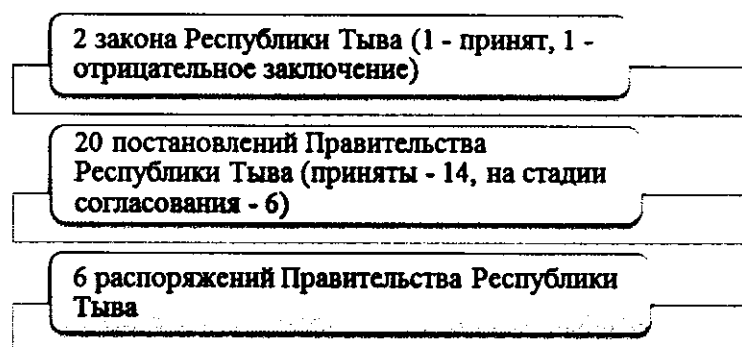 2 закона Республики Тыва (1 - принят, 1 -
отрицательное заключение)
20 постановлений Правительства
Республики Тыва (приняты - 14, на стадии
согласования - 6)
6 распоряжений Правительства Республики
Тыва